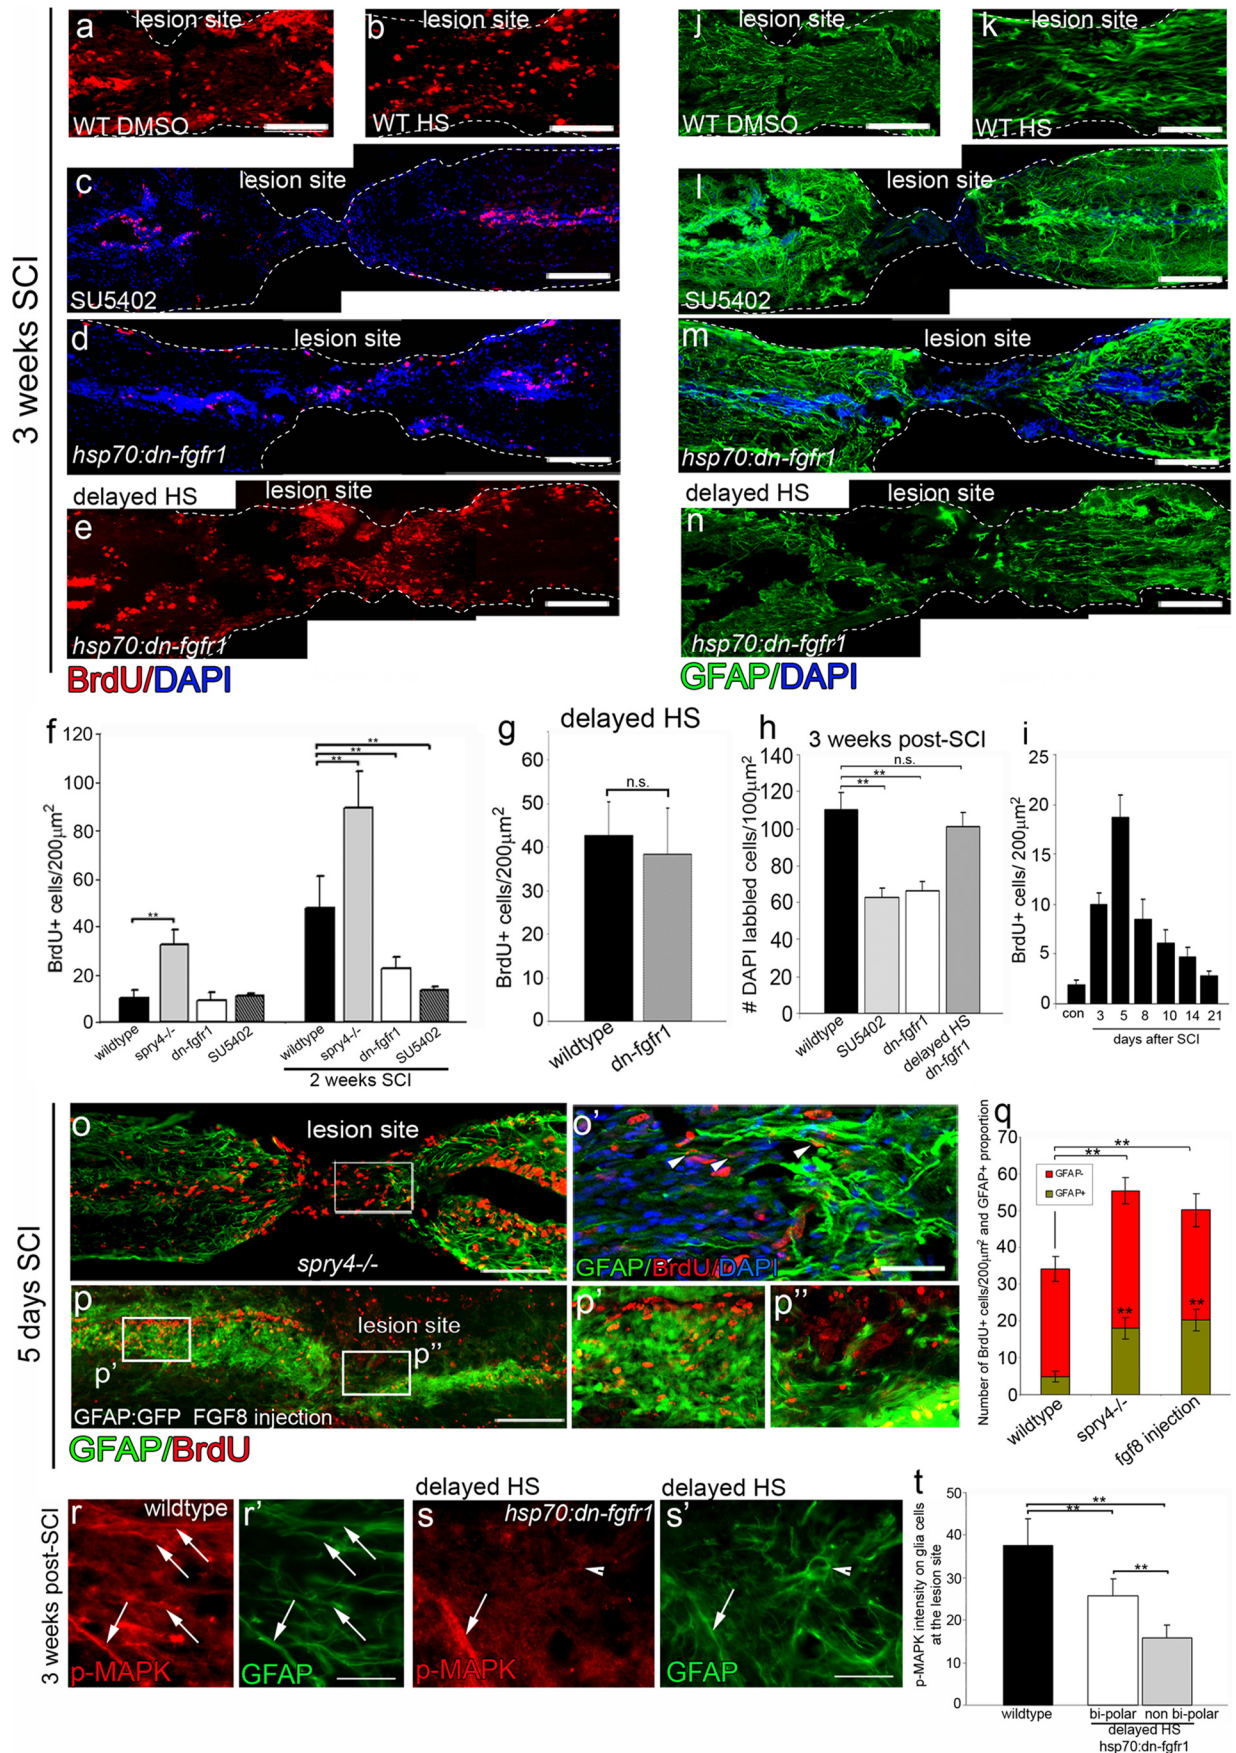 3 weeks SCI
a
lesion site
WT DMSO
b
lesion site
WT HS
j
lesion site
WT DMSO
k
lesion site
WT HS
c
lesion site
SU5402
l
lesion site
SU5402
d
lesion site
hsp70:dn-fgfr1
m
lesion site
hsp70:dn-fgfr1
delayed HS
lesion site
e
hsp70:dn-fgfr1
delayed HS
lesion site
n
hsp70:dn-fgfr1
BrdU/DAPI
GFAP/DAPI
f
BrdU+ cells/200μm²
120
100
80
60
40
20
0
**
**
**
**
wildtype
spry4-/-
dn-fgfr1
SU5402
wildtype
spry4-/-
dn-fgfr1
SU5402
2 weeks SCI
g
delayed HS
BrdU+ cells/200μm²
60
50
40
30
20
10
0
n.s.
wildtype
dn-fgfr1
h
3 weeks post-SCI
# DAPI labbled cells/100μm²
140
120
100
80
60
40
20
0
n.s.
**
**
wildtype
SU5402
dn-fgfr1
delayed HS
dn-fgfr1
i
BrdU+ cells/ 200μm²
25
20
15
10
5
0
con
3
5
8
10
14
21
days after SCI
5 days SCI
o
lesion site
spry4-/-
o'
GFAP/BrdU/DAPI
p
lesion site
p'
p''
GFAP:GFP FGF8 injection
p'
p''
GFAP/BrdU
q
Number of BrdU+ cells/200μm² and GFAP+ proportion
70
60
50
40
30
20
10
0
GFAP-
GFAP+
**
**
**
**
wildtype
spry4-/-
fgf8 injection
3 weeks post-SCI
r
wildtype
p-MAPK
r'
GFAP
delayed HS
s
hsp70:dn-fgfr1
p-MAPK
delayed HS
s'
GFAP
t
p-MAPK intensity on glia cells
at the lesion site
50
40
30
20
10
0
**
**
**
wildtype
bi-polar
non bi-polar
delayed HS
hsp70:dn-fgfr1